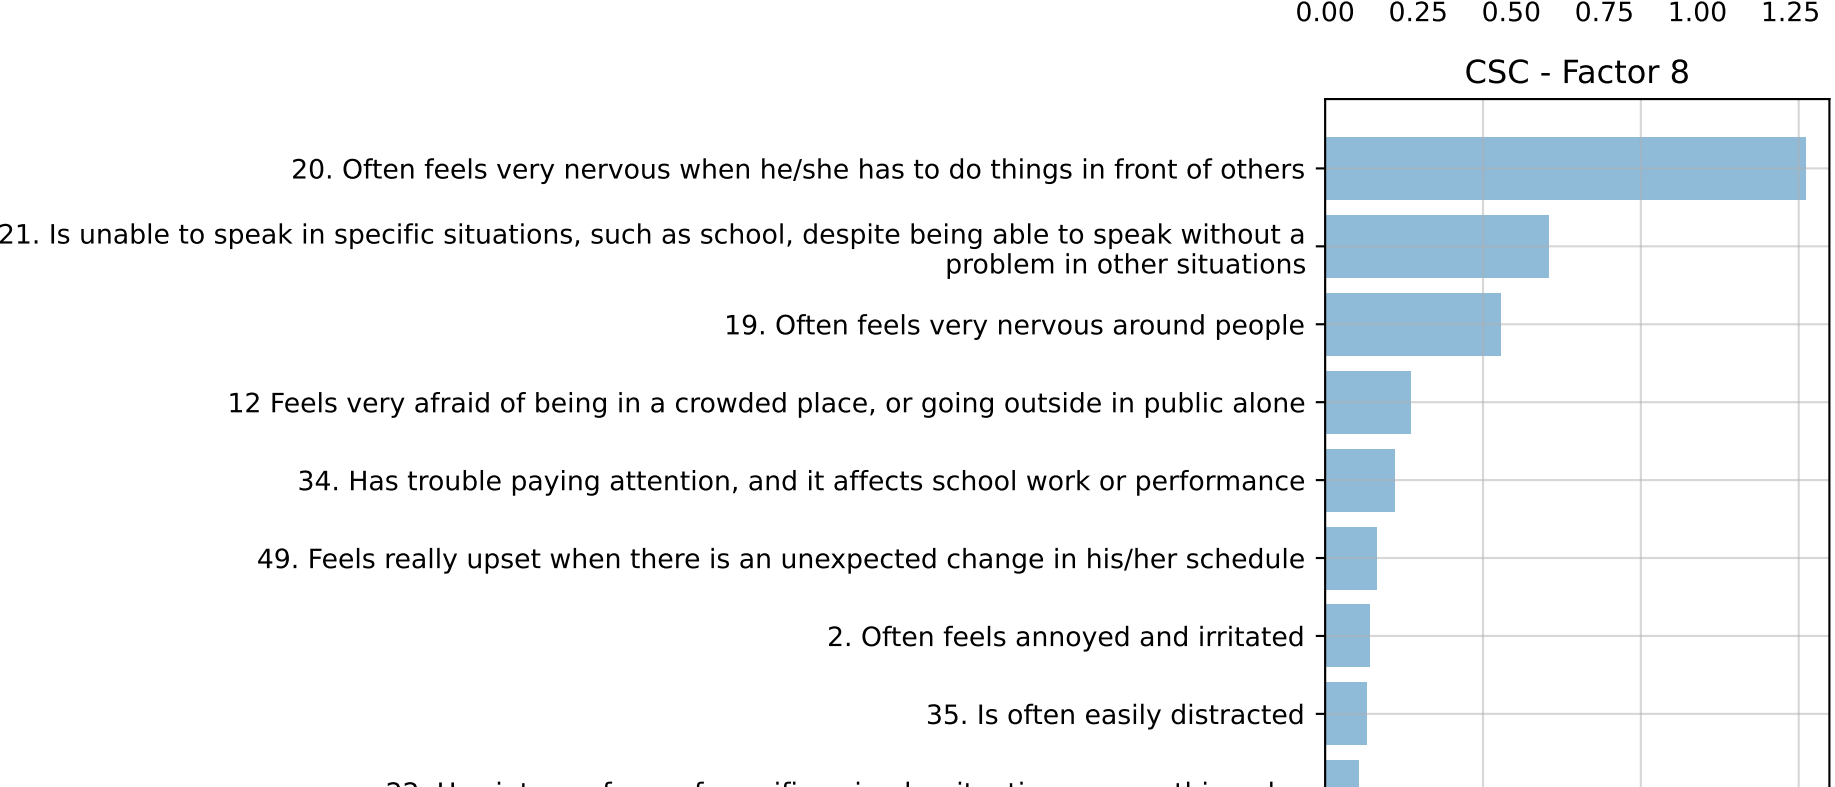 0.00 0.25 0.50 0.75 1.00 1.25
CSC - Factor 8
20. Often feels very nervous when he/she has to do things in front of others
21. Is unable to speak in specific situations, such as school, despite being able to speak without a
problem in other situations
19. Often feels very nervous around people
12 Feels very afraid of being in a crowded place, or going outside in public alone
34. Has trouble paying attention, and it affects school work or performance
49. Feels really upset when there is an unexpected change in his/her schedule
2. Often feels annoyed and irritated
35. Is often easily distracted